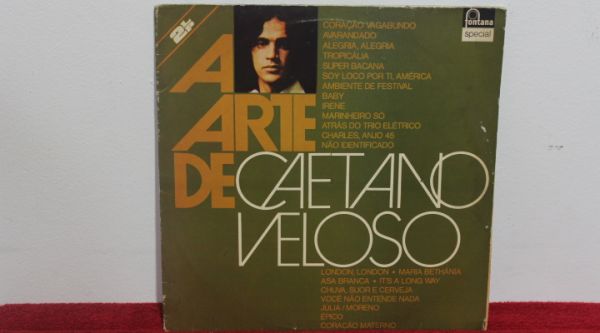 2LP
fontana
special
CORAÇÃO VAGABUNDO
AVARANDADO
ALEGRIA, ALEGRIA
TROPICÁLIA
SUPER BACANA
SOY LOCO POR TI, AMÉRICA
AMBIENTE DE FESTIVAL
BABY
IRENE
MARINHEIRO SÓ
ATRÁS DO TRIO ELÉTRICO
CHARLES, ANJO 45
NÃO IDENTIFICADO
A
ARTE
DE CAETANO
VELOSO
LONDON, LONDON • MARIA BETHÂNIA
ASA BRANCA • IT'S A LONG WAY
CHUVA, SUOR E CERVEJA
VOCÊ NÃO ENTENDE NADA
JULIA / MORENO
ÉPICO
CORAÇÃO MATERNO